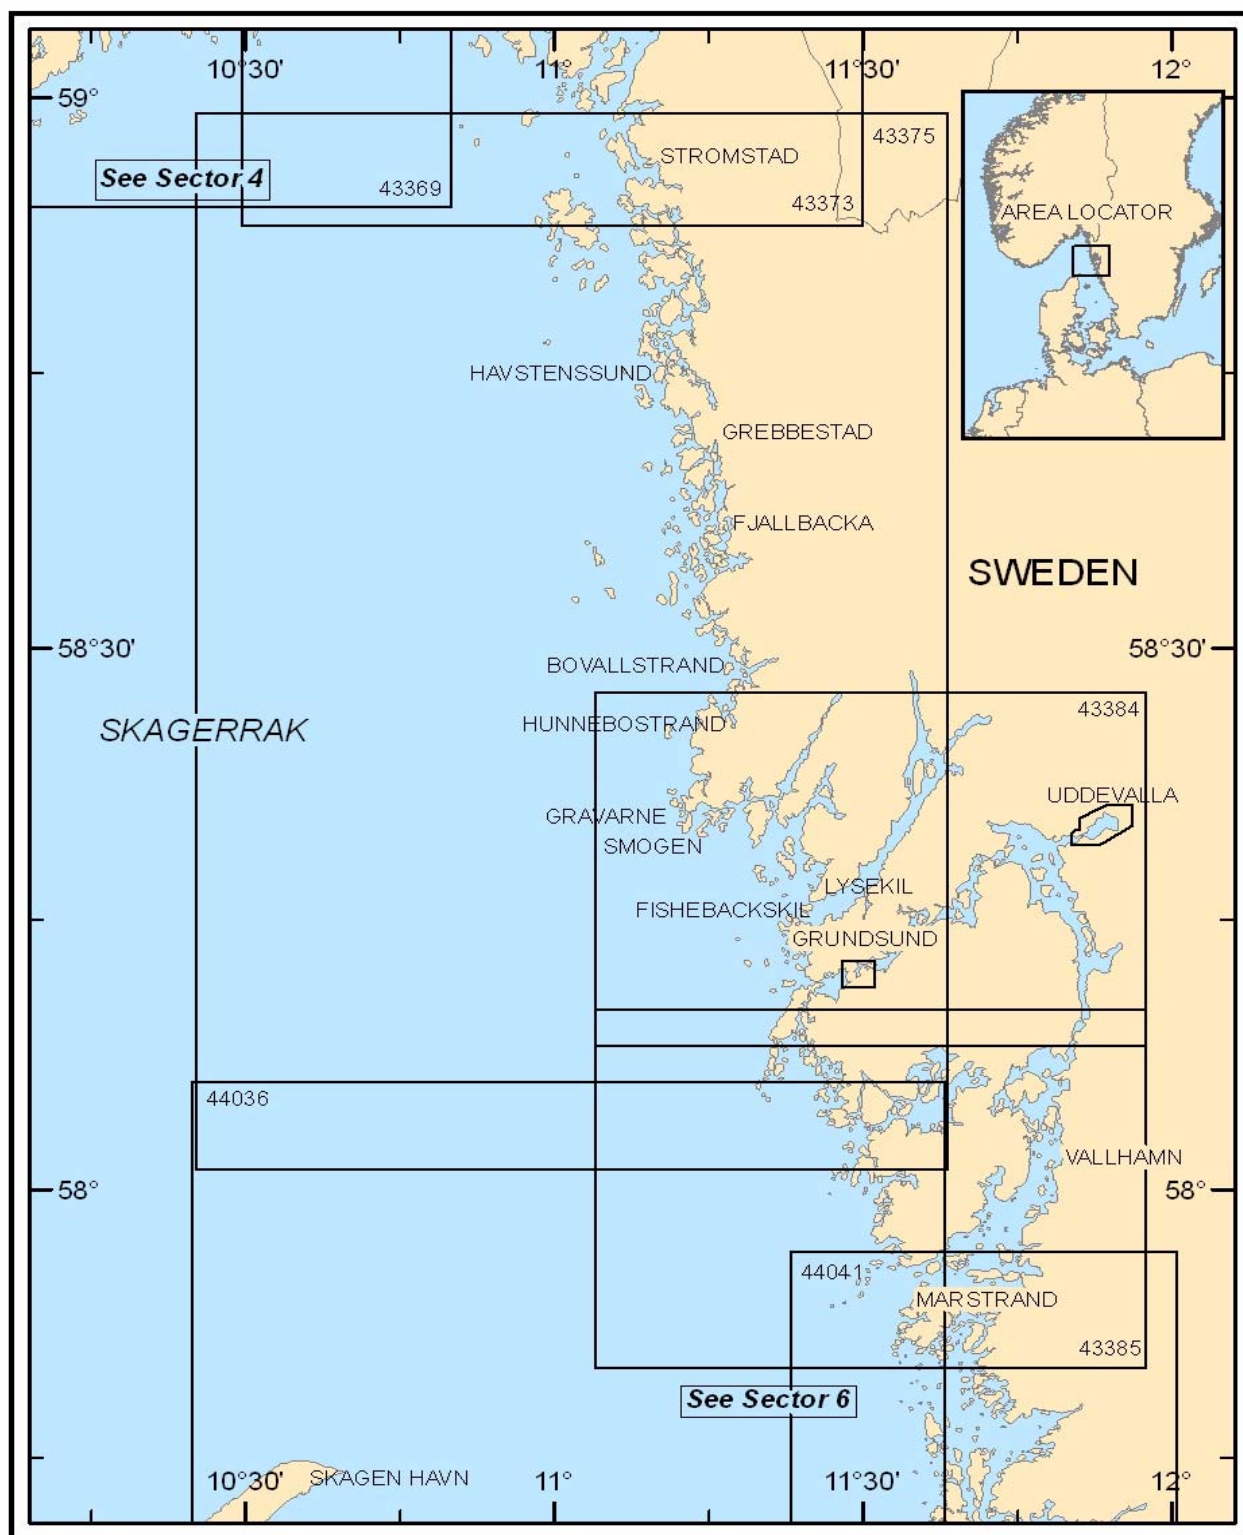 10°30'
11°
11°30'
12°
59°
43375
STROMSTAD
See Sector 4
43369
43373
AREA LOCATOR
HAVSTENSSUND
GREBBESTAD
FJALLBACKA
SWEDEN
58°30'
58°30'
BOVALLSTRAND
43384
HUNNEBOSTRAND
SKAGERRAK
UDDEVALLA
GRAVARNE
SMOGEN
LYSEKIL
FISHEBACKSKIL
GRUNDSUND
44036
VALLHAMN
58°
58°
44041
MARSTRAND
43385
See Sector 6
10°30'
SKAGEN HAVN
11°
11°30'
12°